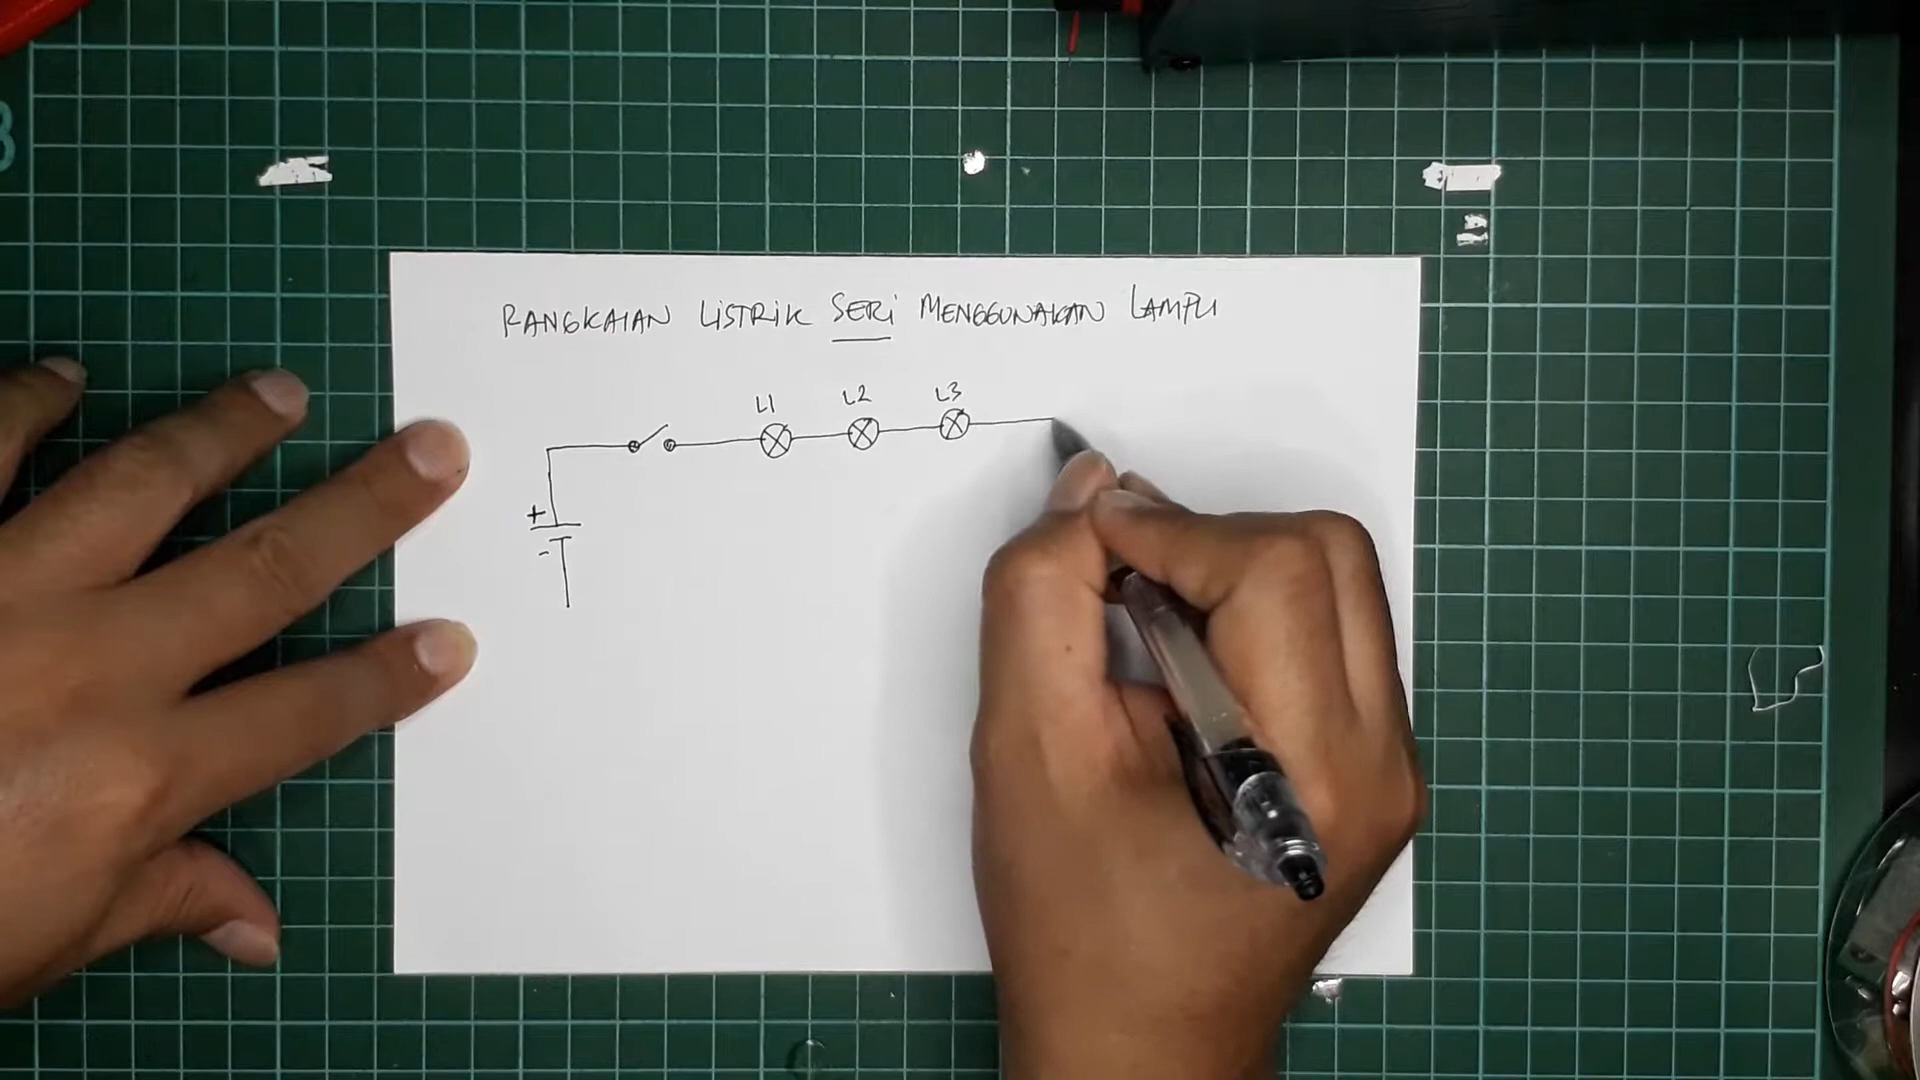 RANGKAIAN LISTRIK SERI MENGGUNAKAN LAMPU
L1 L2 L3
+
-